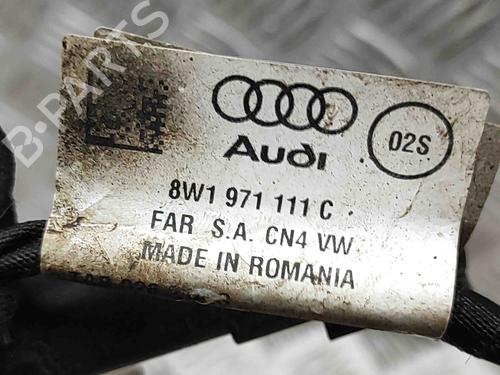 B-PARTS
Audi
02S
8W1 971 111 C
FAR S.A. CN4 VW
MADE IN ROMANIA